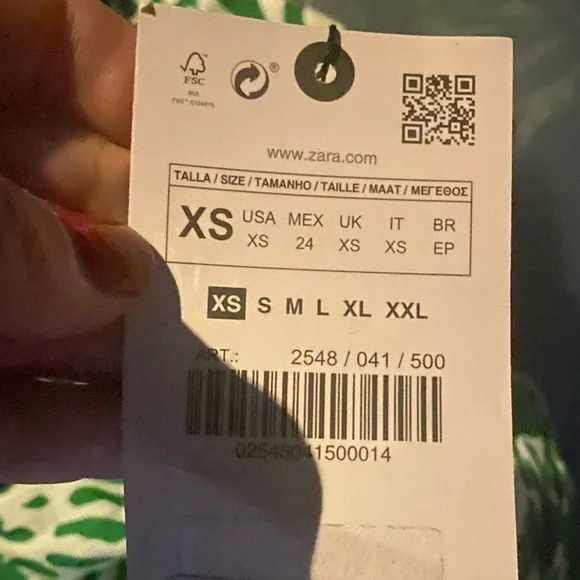 FSC
MIX
®
www.zara.com
TALLA / SIZE / TAMANHO / TAILLE / MAAT / ΜΕΓΕΘΟΣ
XS USA MEX UK IT BR
XS 24 XS XS EP
XS S M L XL XXL
ART.: 2548 / 041 / 500
02548041500014